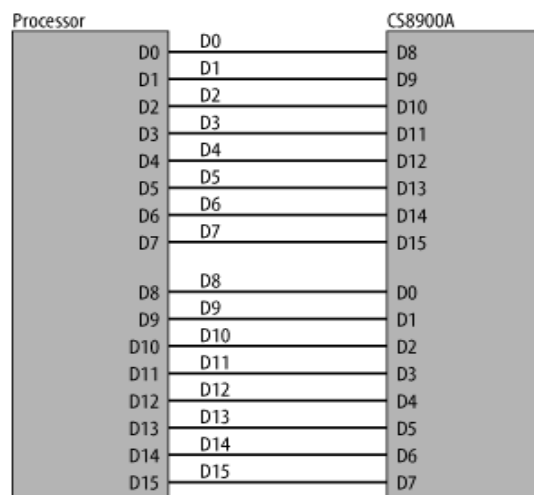 Processor CS8900A
D0 D0 D8
D1 D1 D9
D2 D2 D10
D3 D3 D11
D4 D4 D12
D5 D5 D13
D6 D6 D14
D7 D7 D15
D8 D8 D0
D9 D9 D1
D10 D10 D2
D11 D11 D3
D12 D12 D4
D13 D13 D5
D14 D14 D6
D15 D15 D7